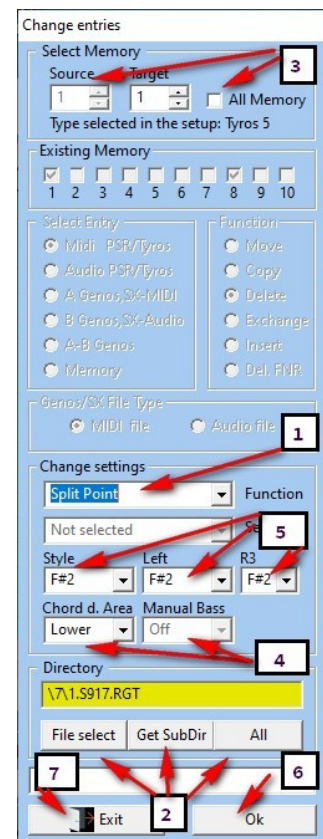 Change entries
Select Memory
Source Target 3
1 1 All Memory
Type selected in the setup: Tyros 5
Existing Memory
1 2 3 4 5 6 7 8 9 10
Select Entry Function
Midi PSR/Tyros Move
Audio PSR/Tyros Copy
A Genos,SX-MIDI Delete
B Genos,SX-Audio Exchange
A-B Genos Insert
Memory Del. FNR
Genos/SX File Type
MIDI file Audio file
1
Change settings
Split Point Function
Not selected 5
Style Left R3
F#2 F#2 F#2
Chord d. Area Manual Bass
Lower Off
4
Directory
\7\1.S917.RGT
File select Get SubDir All
7 2 6
Exit Ok